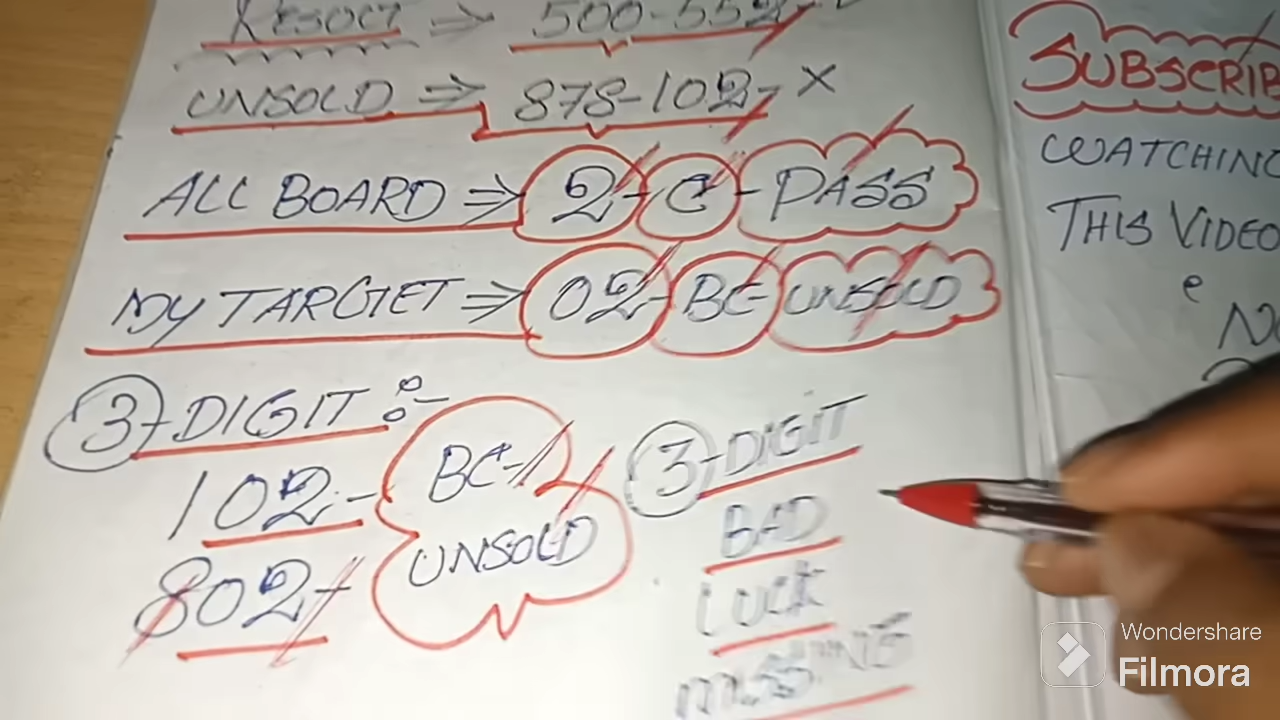 RESULT ⇒ 500-552-
UNSOLD ⇒ 878-102- ×
ALL BOARD ⇒ 2-C-PASS
MY TARGET ⇒ 02-BC-UNSOLD
3-DIGIT :-
102-
802-
BC-
UNSOLD
3-DIGIT
BAD
LUCK
MISSING
SUBSCRIB
WATCHING
THIS VIDEO
Wondershare
Filmora